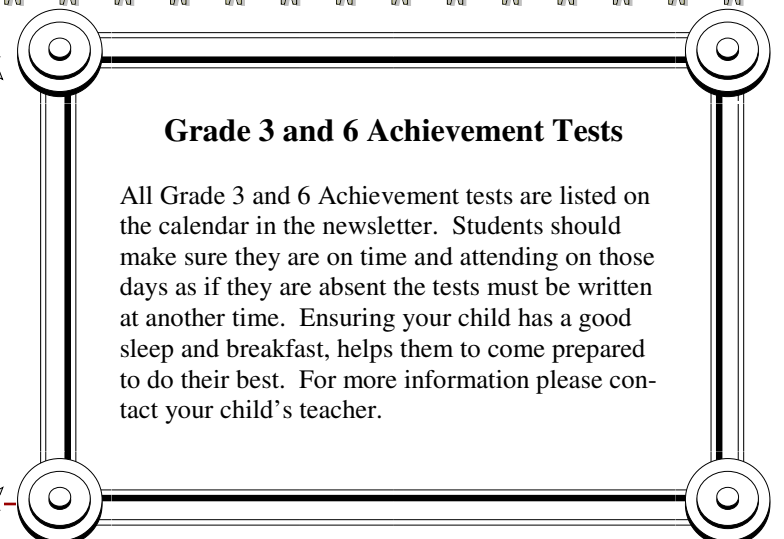 Grade 3 and 6 Achievement Tests
All Grade 3 and 6 Achievement tests are listed on
the calendar in the newsletter.  Students should
make sure they are on time and attending on those
days as if they are absent the tests must be written
at another time.  Ensuring your child has a good
sleep and breakfast, helps them to come prepared
to do their best.  For more information please con-
tact your child's teacher.